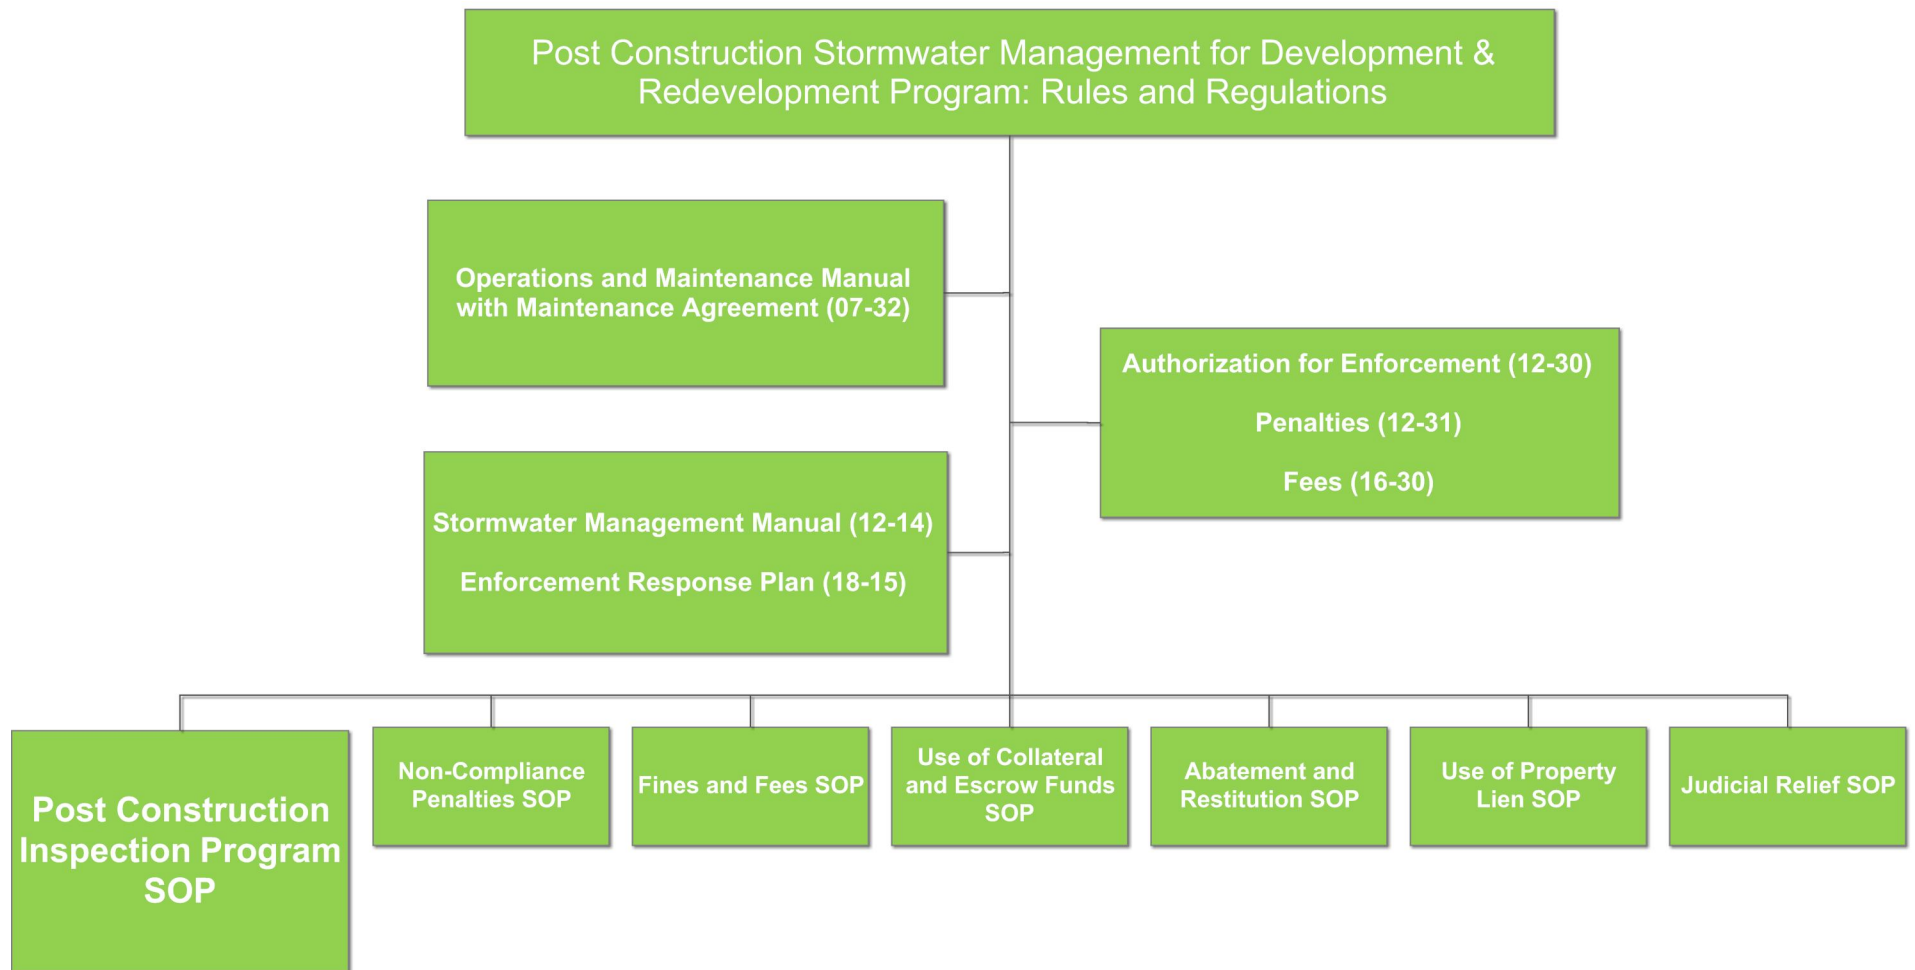 Post Construction Stormwater Management for Development &
Redevelopment Program: Rules and Regulations
Operations and Maintenance Manual
with Maintenance Agreement (07-32)
Authorization for Enforcement (12-30)
Penalties (12-31)
Fees (16-30)
Stormwater Management Manual (12-14)
Enforcement Response Plan (18-15)
Post Construction
Inspection Program
SOP
Non-Compliance
Penalties SOP
Fines and Fees SOP
Use of Collateral
and Escrow Funds
SOP
Abatement and
Restitution SOP
Use of Property
Lien SOP
Judicial Relief SOP